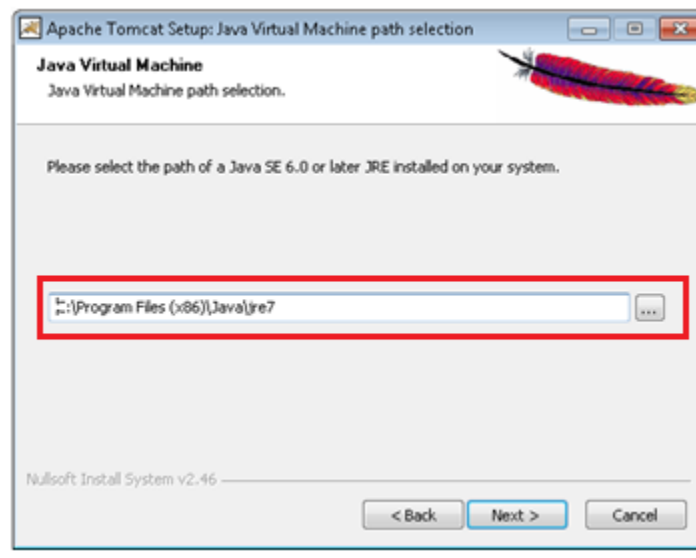 Apache Tomcat Setup: Java Virtual Machine path selection
Java Virtual Machine
Java Virtual Machine path selection.
Please select the path of a Java SE 6.0 or later JRE installed on your system.
:\Program Files (x86)\Java\jre7
...
Nullsoft Install System v2.46
< Back
Next >
Cancel